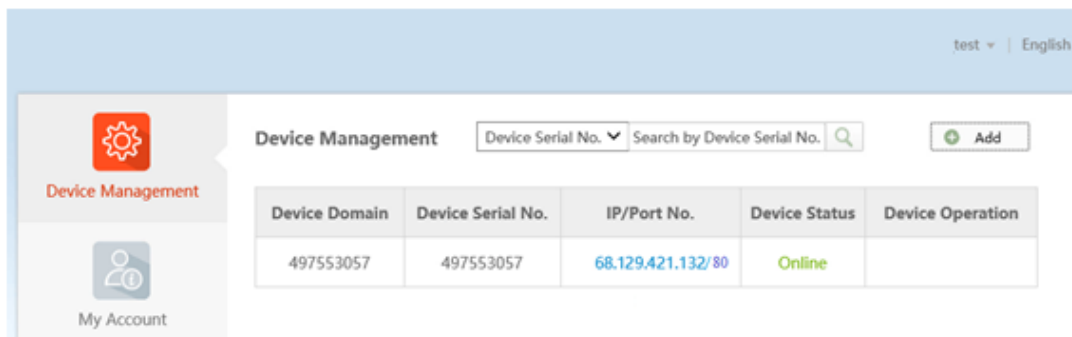 test | English
Device Management
Device Management
Device Serial No. Search by Device Serial No. Add
Device Domain Device Serial No. IP/Port No. Device Status Device Operation
497553057 497553057 68.129.421.132/80 Online
My Account